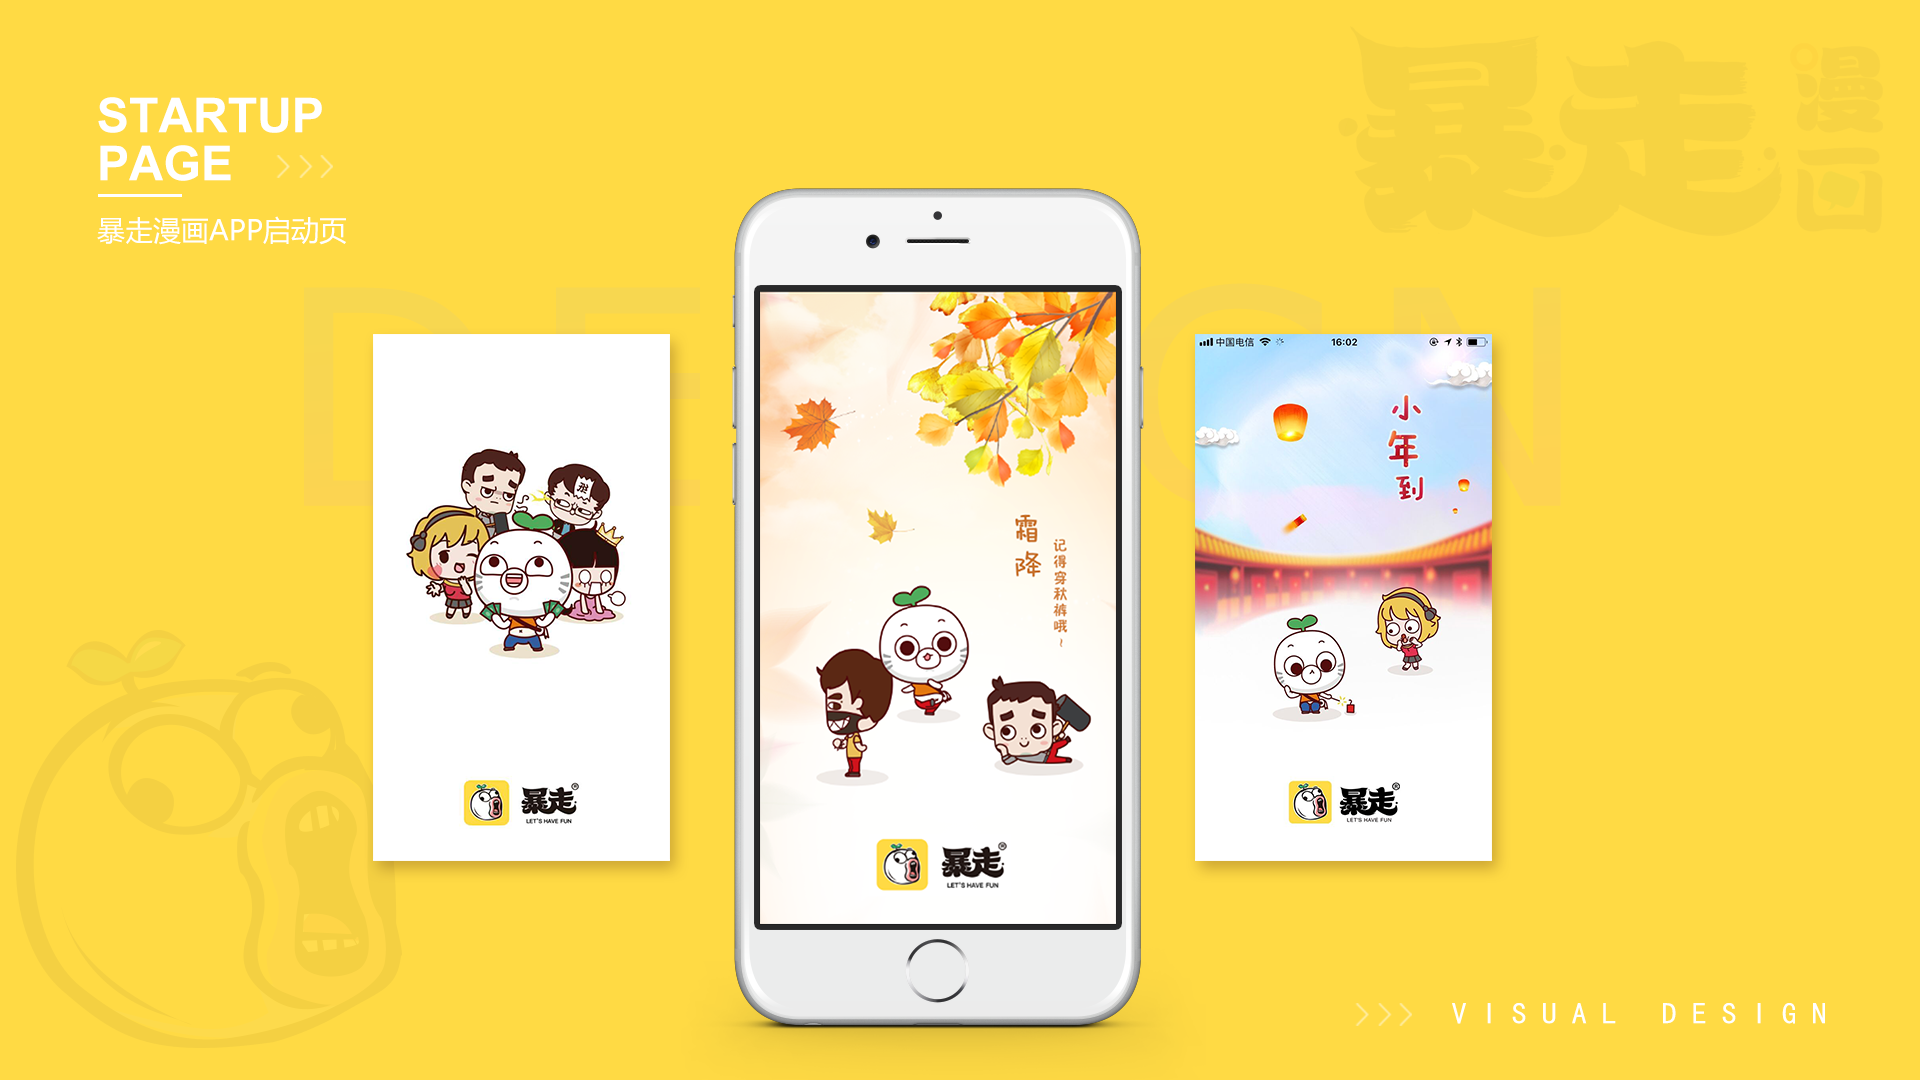 STARTUP
PAGE >>>
暴走漫画APP启动页
暴走漫画
DESIGN
暴走®
LET'S HAVE FUN
霜降
记得穿秋裤哦~
暴走®
LET'S HAVE FUN
中国电信
16:02
小年到
暴走®
LET'S HAVE FUN
>>> VISUAL DESIGN